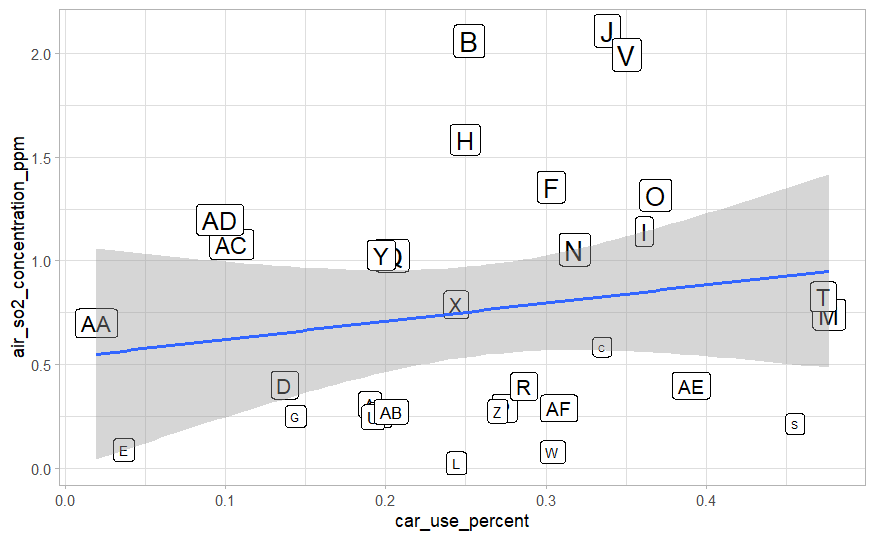 air_so2_concentration_ppm
2.0
1.5
1.0
0.5
0.0
J
B
V
H
F
O
AD
I
AC
N
Y
Q
T
X
M
AA
C
D
R
AE
AF
Z
AB
G
S
E
W
L
0.0 0.1 0.2 0.3 0.4
car_use_percent